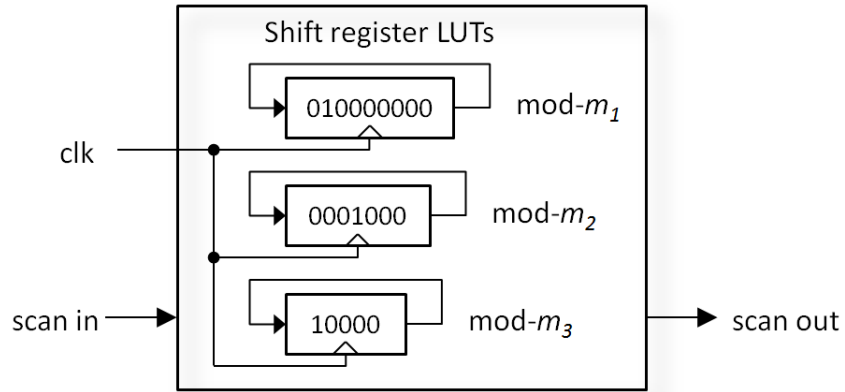 Shift register LUTs
010000000
mod-m1
clk
0001000
mod-m2
scan in
10000
mod-m3
scan out